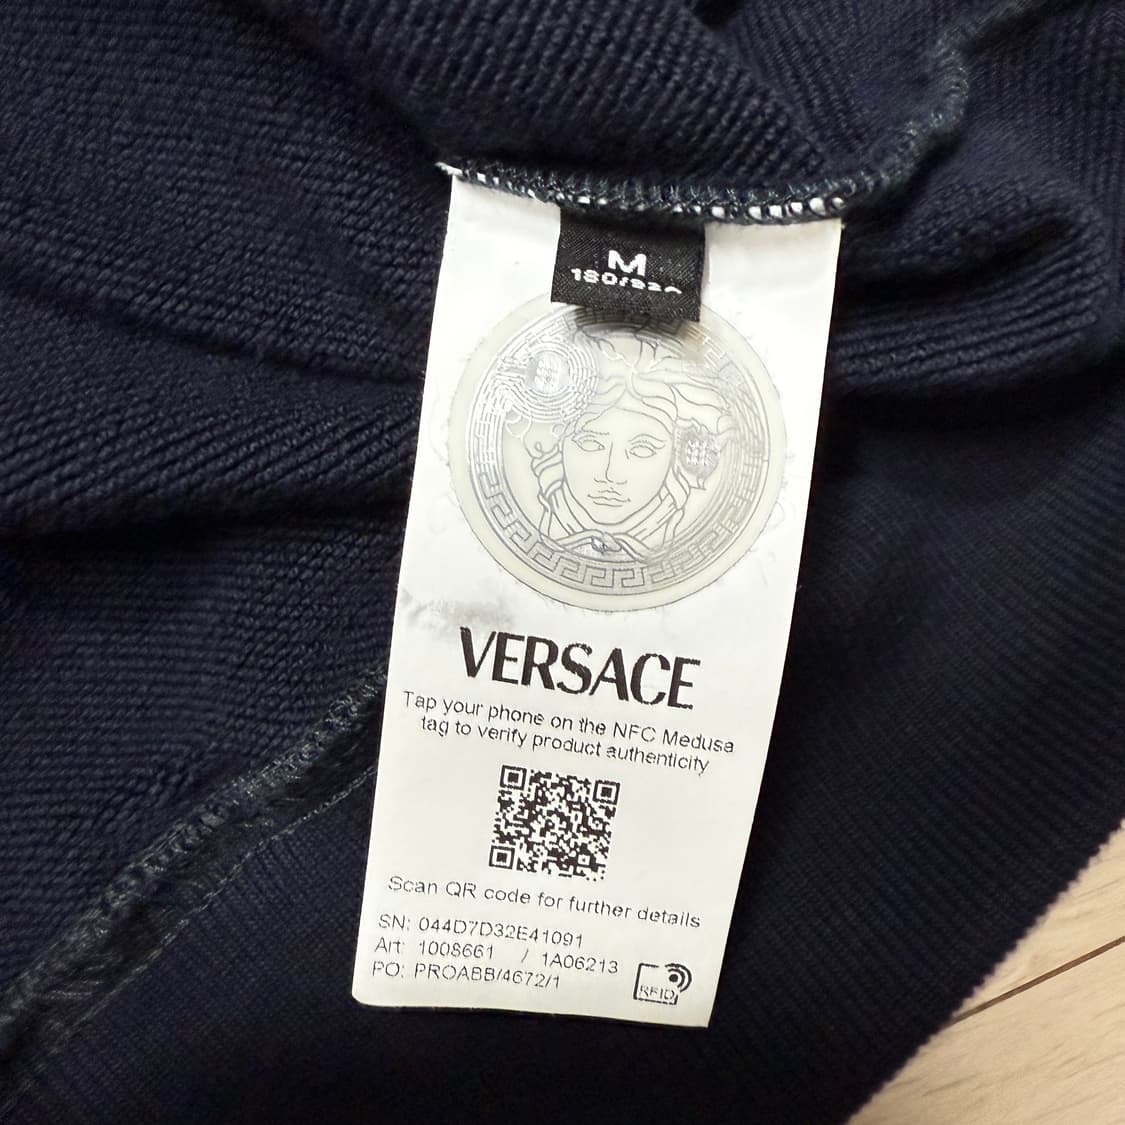 M
VERSACE
Tap your phone on the NFC Medusa
tag to verify product authenticity
Scan QR code for further details
SN: 044D7D32E41091
Art: 1008661 / 1A06213
PO: PROABB/4672/1
RFID